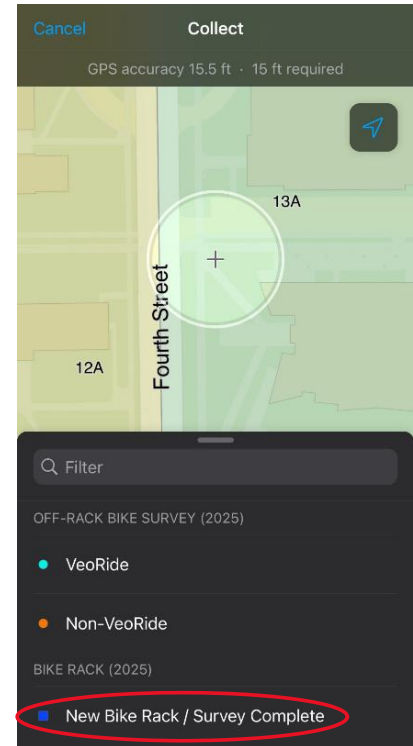 Cancel
Collect
GPS accuracy 15.5 ft · 15 ft required
13A
Fourth Street
12A
Filter
OFF-RACK BIKE SURVEY (2025)
VeoRide
Non-VeoRide
BIKE RACK (2025)
New Bike Rack / Survey Complete